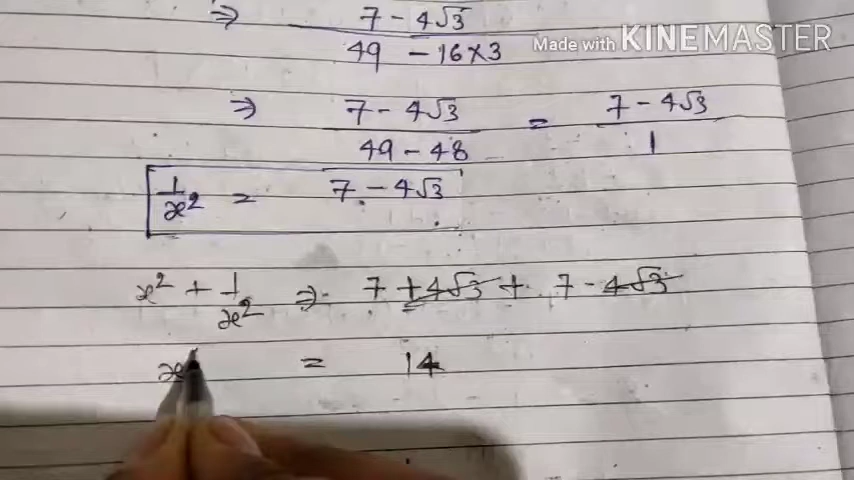 ⇒ 7 - 4√3
49 - 16×3
Made with KINEMASTER
⇒ 7 - 4√3 = 7 - 4√3
49 - 48 1
1/x² = 7 - 4√3
x² + 1/x² ⇒ 7 + 4√3 + 7 - 4√3
x = 14